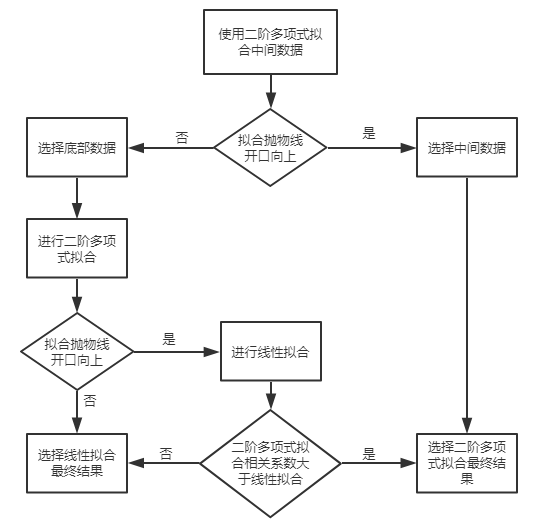 使用二阶多项式拟
合中间数据
拟合抛物线
开口向上
否
是
选择底部数据
选择中间数据
进行二阶多项
式拟合
拟合抛物线
开口向上
是
进行线性拟合
否
选择线性拟合
最终结果
否
二阶多项式拟
合相关系数大
于线性拟合
是
选择二阶多项
式拟合最终结
果